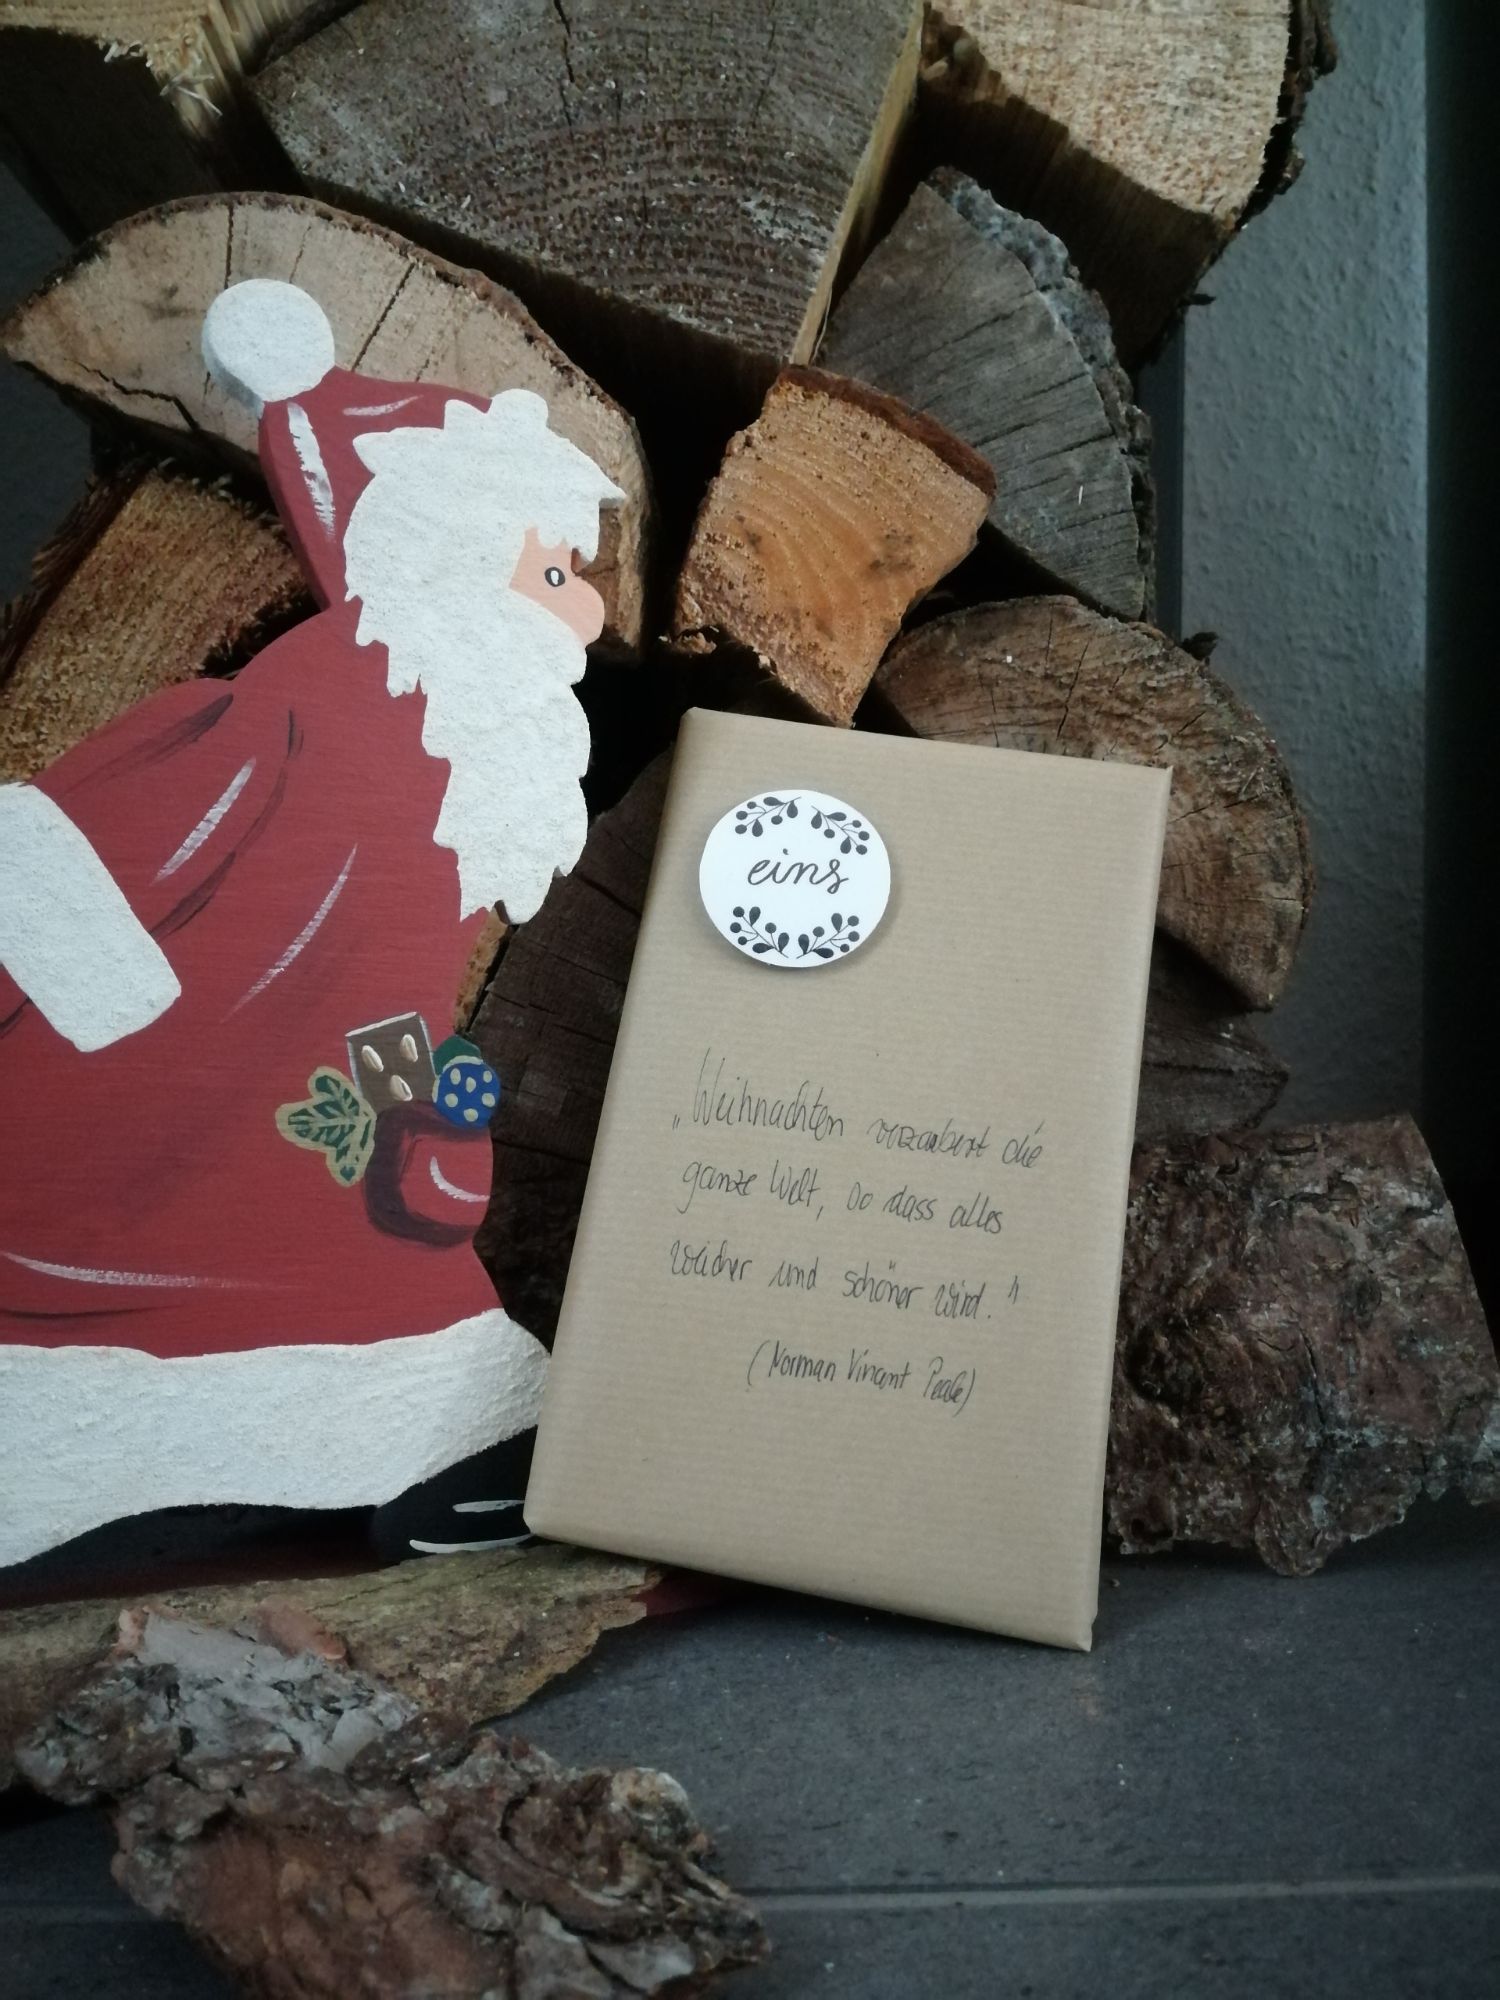 eins
„Weihnachten verzaubert die
ganze Welt, so dass alles
weicher und schöner wird."
(Norman Vincent Peale)